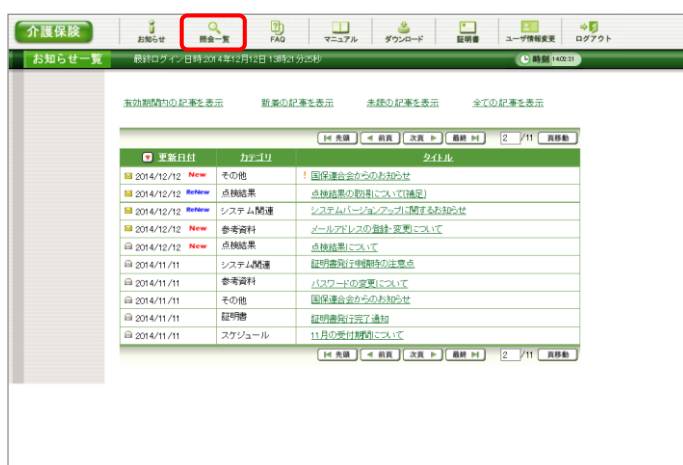 介護保険
お知らせ 照会一覧 FAQ マニュアル ダウンロード 証明書 ユーザ情報変更 ログアウト
お知らせ一覧 最終ログイン日時:2014年12月12日 13時21分25秒 時刻 14:02:21
有効期間内の記事を表示 新着の記事を表示 未読の記事を表示 全ての記事を表示
先頭 前頁 次頁 最終 2 /11 頁移動
更新日付 カテゴリ タイトル
2014/12/12 New その他 ! 国保連合会からのお知らせ
2014/12/12 ReNew 点検結果 点検結果の取得について(補足)
2014/12/12 ReNew システム関連 システムバージョンアップに関するお知らせ
2014/12/12 New 参考資料 メールアドレスの登録・変更について
2014/12/12 New 点検結果 点検結果について
2014/11/11 システム関連 証明書発行申請時の注意点
2014/11/11 参考資料 パスワードの変更について
2014/11/11 その他 国保連合会からのお知らせ
2014/11/11 証明書 証明書発行完了通知
2014/11/11 スケジュール 11月の受付期間について
先頭 前頁 次頁 最終 2 /11 頁移動